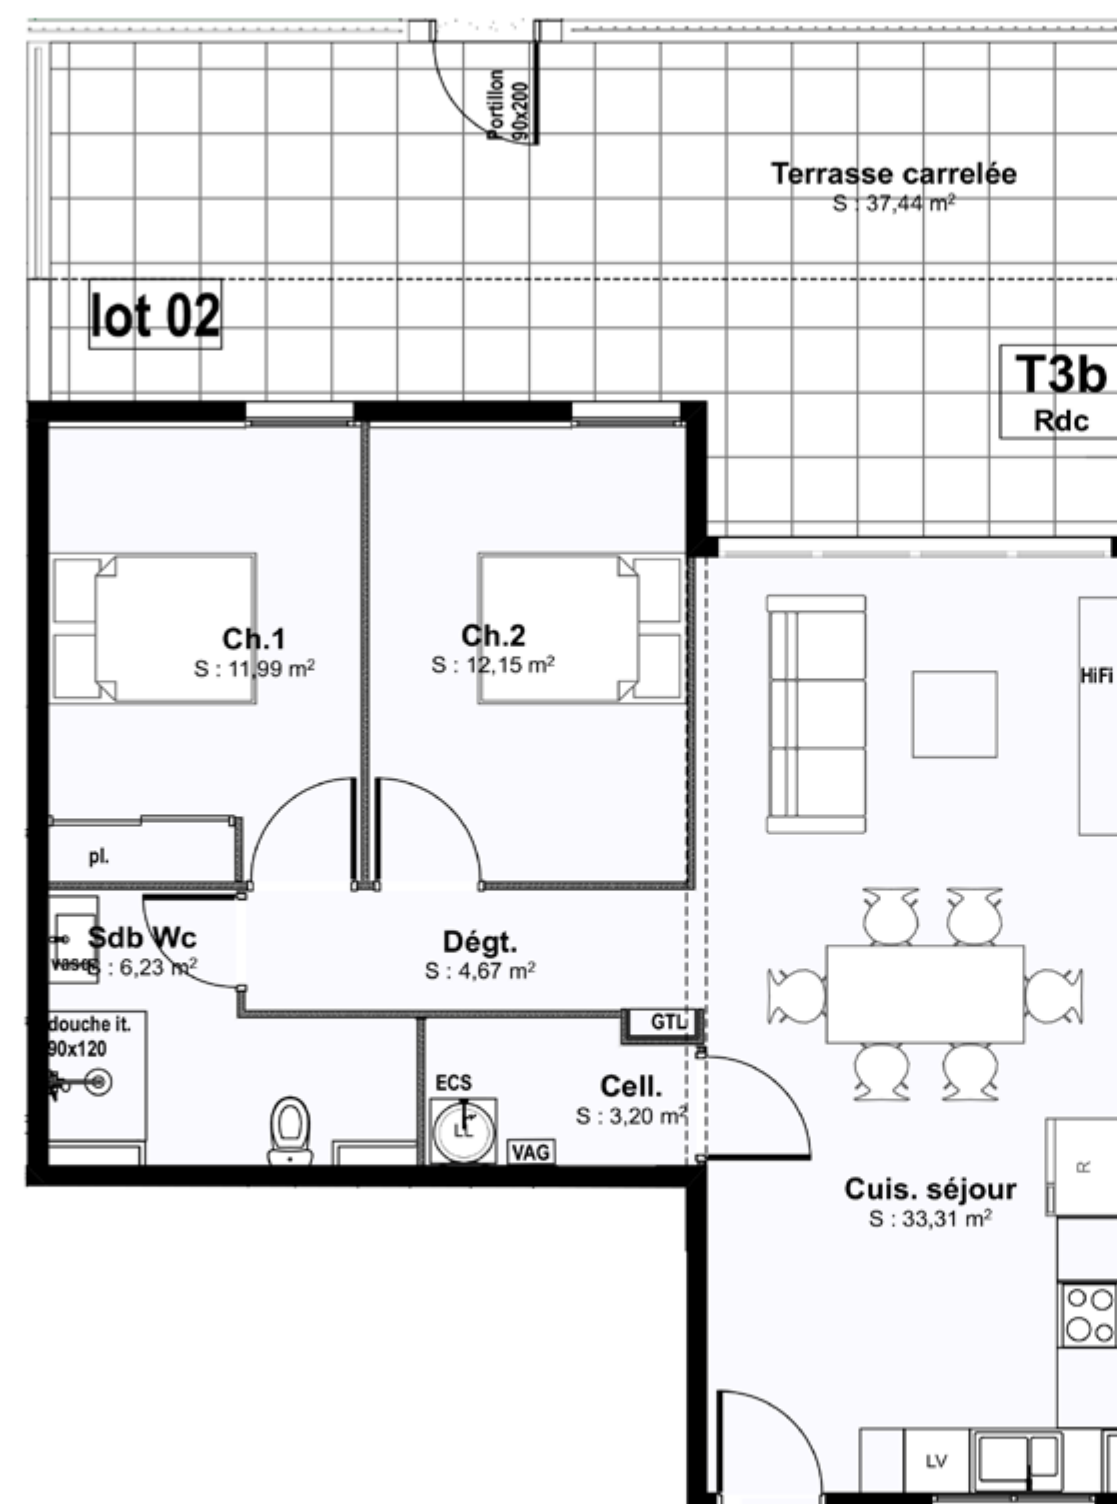 Portillon
90x200
Terrasse carrelée
S : 37,44 m²
lot 02
T3b
Rdc
Ch.1
S : 11,99 m²
Ch.2
S : 12,15 m²
HiFi
pl.
Sdb Wc
S : 6,23 m²
vasq
Dégt.
S : 4,67 m²
douche it.
90x120
GTL
ECS
LL
Cell.
S : 3,20 m²
VAG
R
Cuis. séjour
S : 33,31 m²
LV